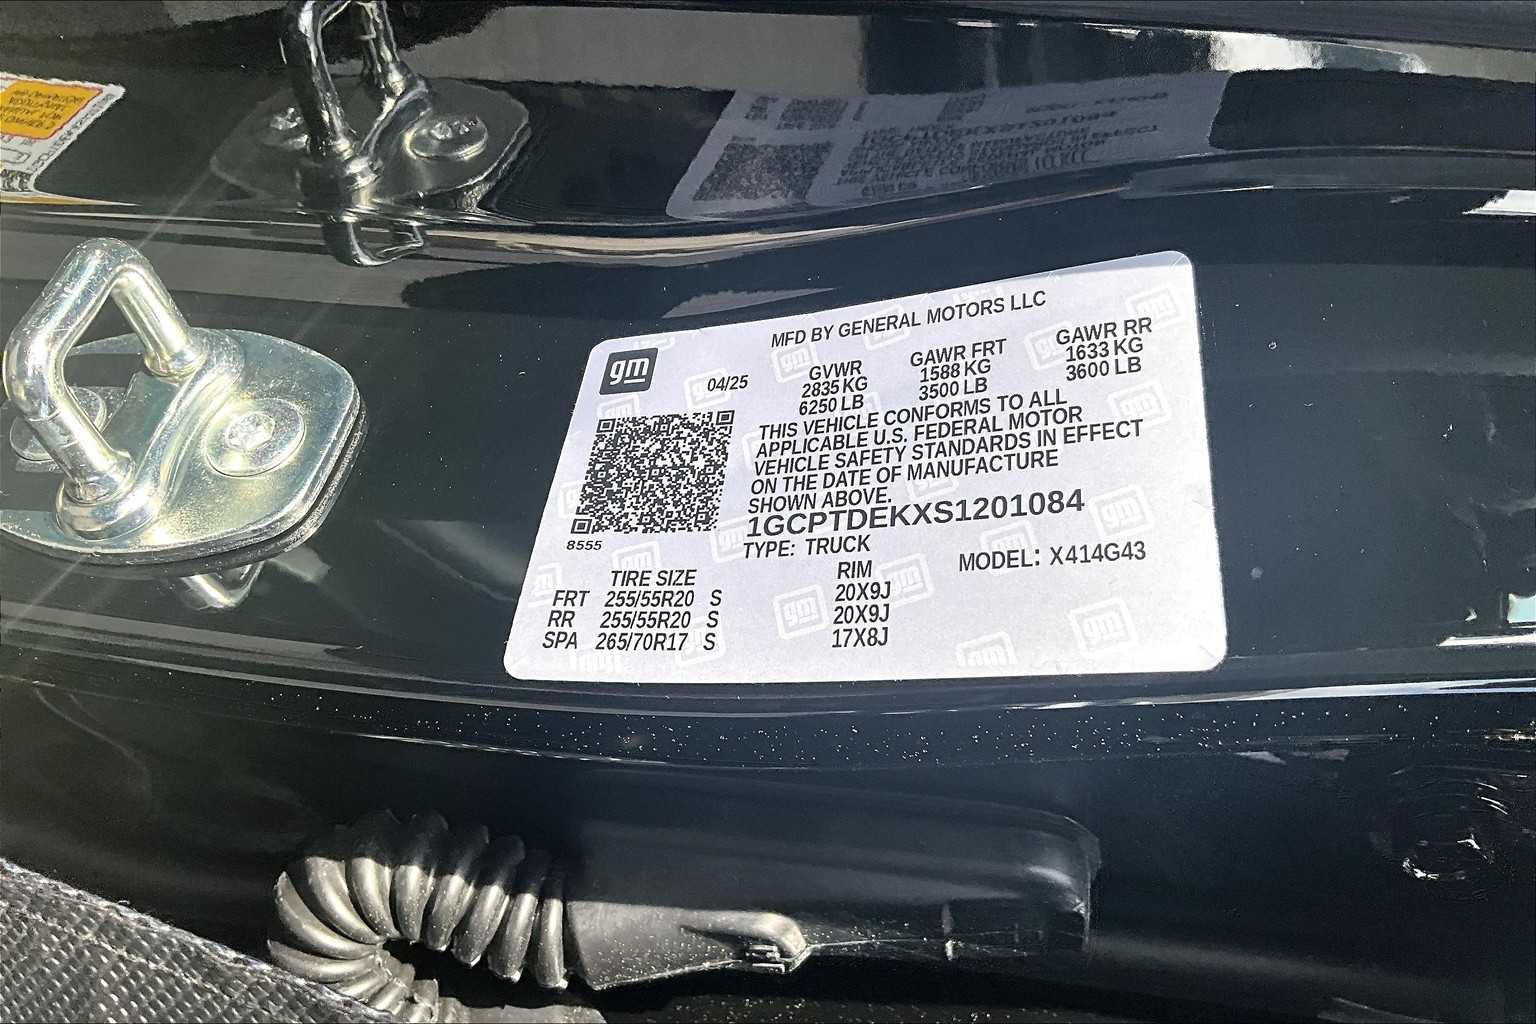 MFD BY GENERAL MOTORS LLC
gm
04/25
GVWR
2835 KG
6250 LB
GAWR FRT
1588 KG
3500 LB
GAWR RR
1633 KG
3600 LB
THIS VEHICLE CONFORMS TO ALL
APPLICABLE U.S. FEDERAL MOTOR
VEHICLE SAFETY STANDARDS IN EFFECT
ON THE DATE OF MANUFACTURE
SHOWN ABOVE.
1GCPTDEKXS1201084
8555
TYPE: TRUCK
MODEL: X414G43
TIRE SIZE RIM
FRT 255/55R20 S 20X9J
RR 255/55R20 S 20X9J
SPA 265/70R17 S 17X8J